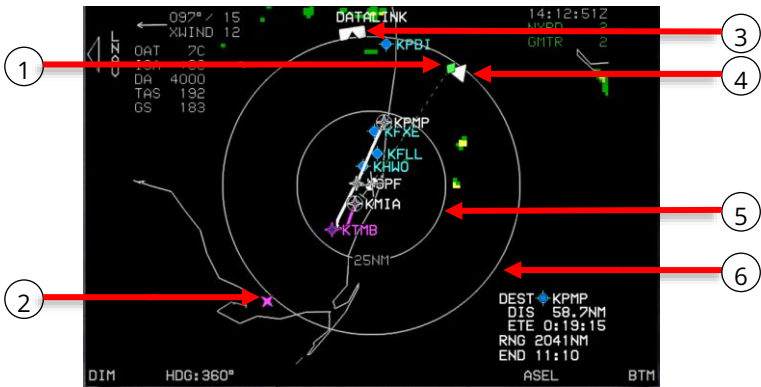 097°/ 15
XWIND 12
DATALINK
14:12:51Z
GMTR 2
LNAV
OAT 7C
DA 4000
TAS 192
GS 183
KPBI
KPMP
KFXE
KFLL
KHWO
KOPF
KMIA
KTMB
25NM
DEST KPMP
DIS 58.7NM
ETE 0:19:15
RNG 2041NM
END 11:10
DIM
HDG:360°
ASEL
BTM
1
2
3
4
5
6